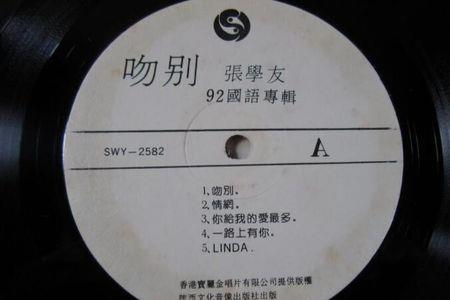 吻别 張學友
92國語專輯
SWY-2582 A
1、吻别。
2、情網。
3、你給我的愛最多。
4、一路上有你。
5、LINDA.
香港寶麗金唱片有限公司提供版權
陕西文化音像出版社出版